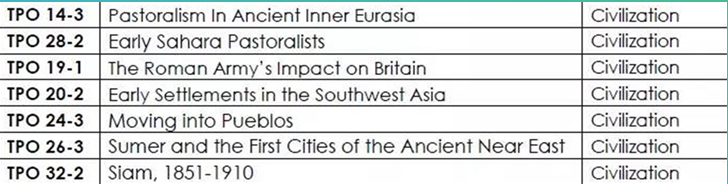 TPO 14-3 Pastoralism In Ancient Inner Eurasia Civilization
TPO 28-2 Early Sahara Pastoralists Civilization
TPO 19-1 The Roman Army's Impact on Britain Civilization
TPO 20-2 Early Settlements in the Southwest Asia Civilization
TPO 24-3 Moving into Pueblos Civilization
TPO 26-3 Sumer and the First Cities of the Ancient Near East Civilization
TPO 32-2 Siam, 1851-1910 Civilization